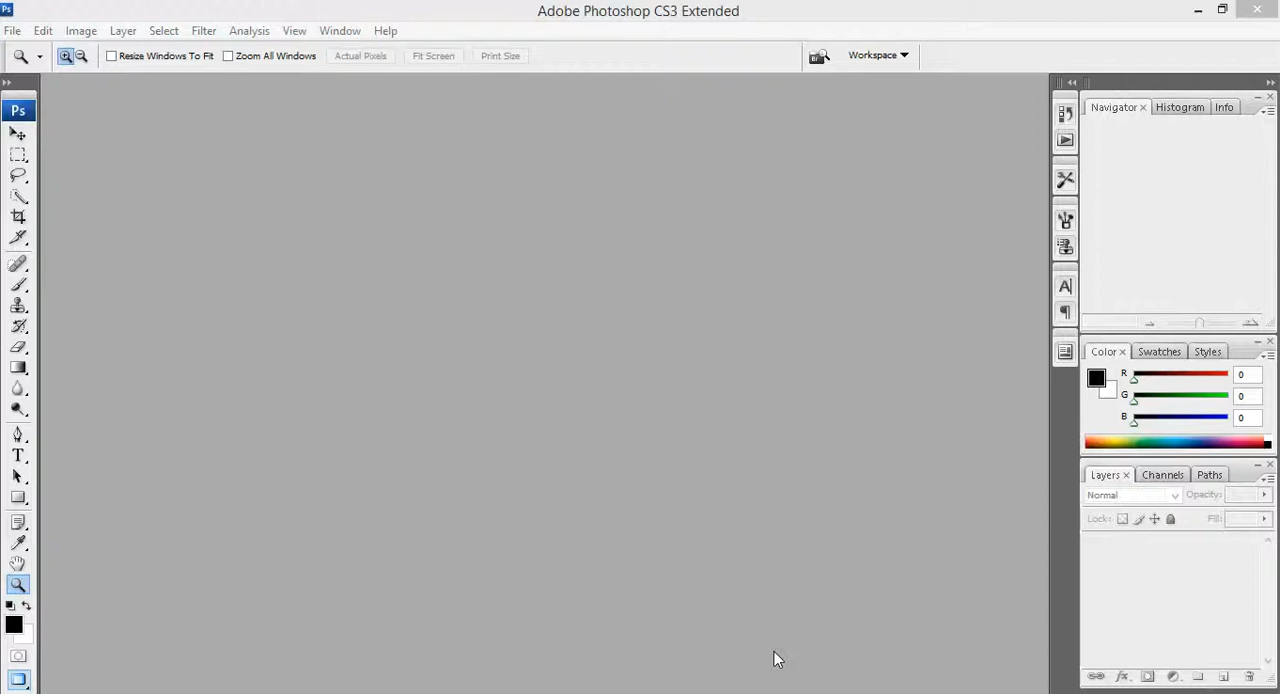 Ps
Adobe Photoshop CS3 Extended
File Edit Image Layer Select Filter Analysis View Window Help
Resize Windows To Fit Zoom All Windows Actual Pixels Fit Screen Print Size Workspace
Ps
Navigator Histogram Info
Color Swatches Styles
R 0
G 0
B 0
Layers Channels Paths
Normal Opacity:
Lock: Fill: